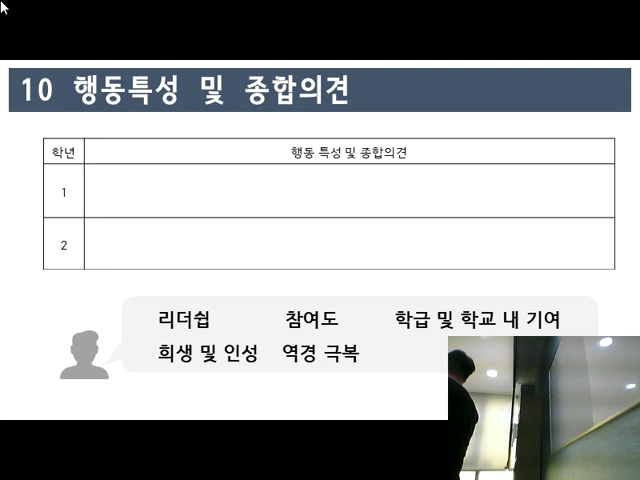 10 행동특성 및 종합의견
학년 행동 특성 및 종합의견
1
2
리더쉽 참여도 학급 및 학교 내 기여
희생 및 인성 역경 극복